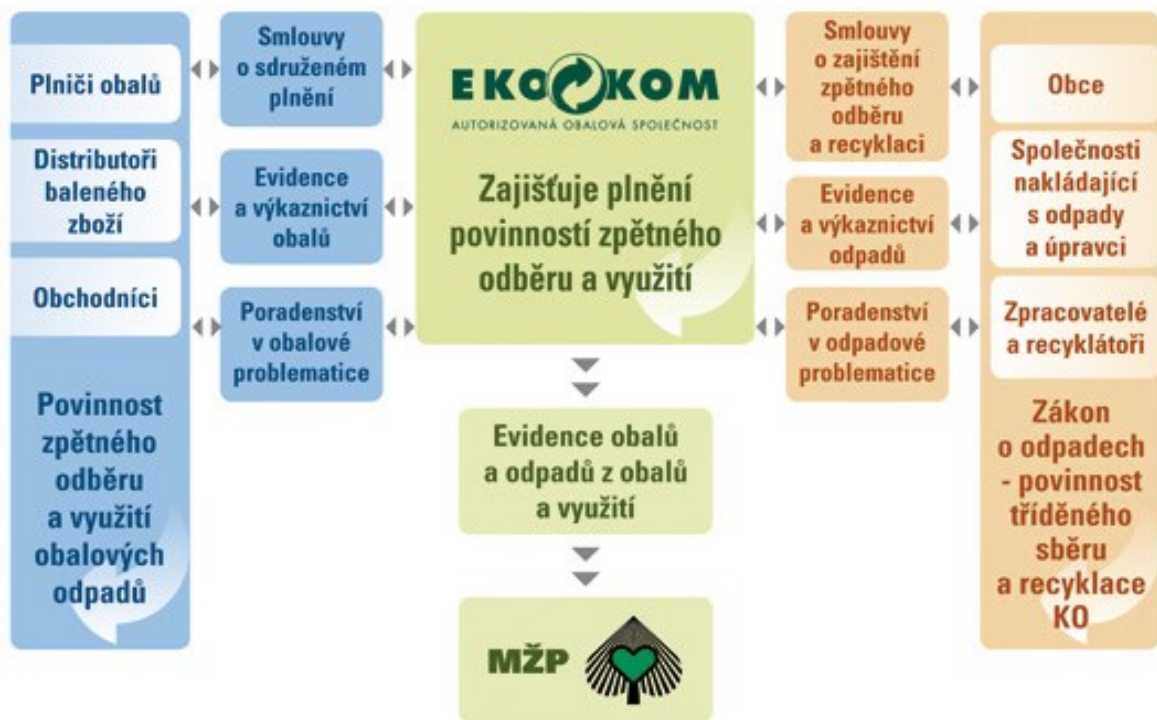 Plniči obalů
Distributoři
baleného
zboží
Obchodníci
Povinnost
zpětného
odběru
a využití
obalových
odpadů
Smlouvy
o sdruženém
plnění
Evidence
a výkaznictví
obalů
Poradenství
v obalové
problematice
EKO KOM
AUTORIZOVANÁ OBALOVÁ SPOLEČNOST
Zajišťuje plnění
povinností zpětného
odběru a využití
Evidence obalů
a odpadů z obalů
a využití
MŽP
Smlouvy
o zajištění
zpětného
odběru
a recyklaci
Evidence
a výkaznictví
odpadů
Poradenství
v odpadové
problematice
Obce
Společnosti
nakládající
s odpady
a úpravci
Zpracovatelé
a recyklátoři
Zákon
o odpadech
- povinnost
tříděného
sběru
a recyklace
KO